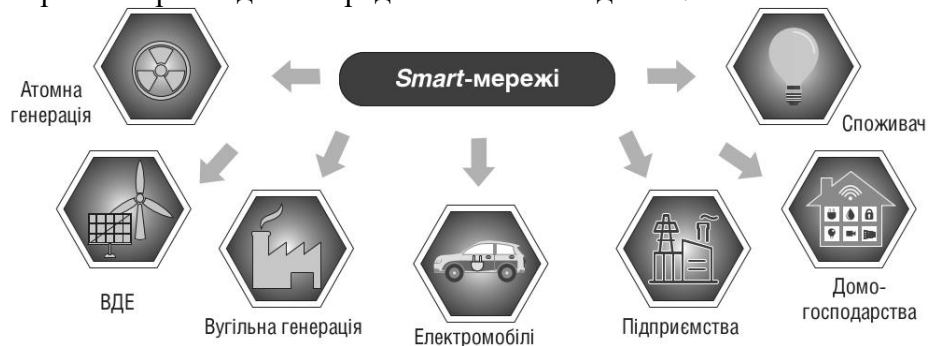 Smart-мережі
Атомна
генерація
Споживач
ВДЕ
Вугільна генерація
Електромобілі
Підприємства
Домо-
господарства